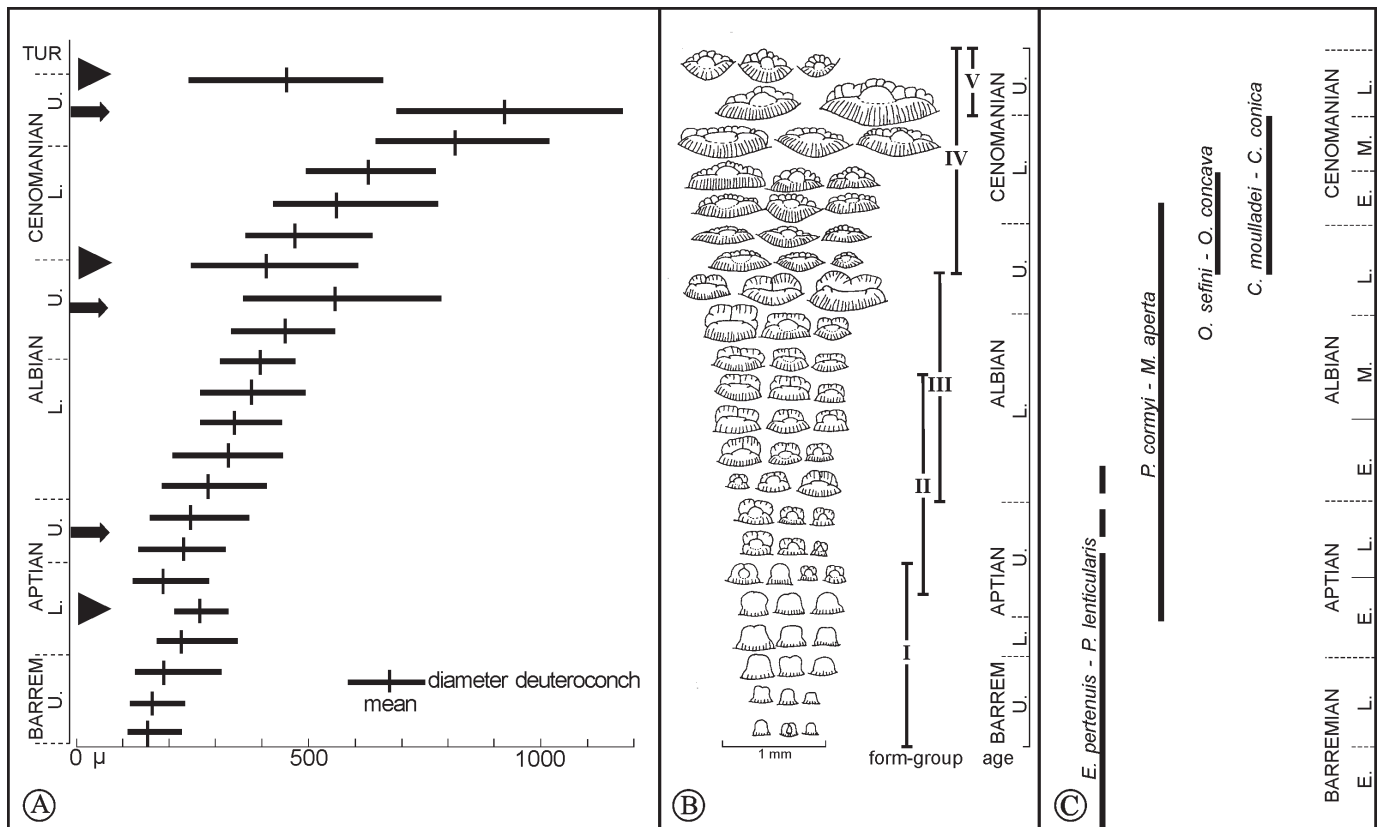 TUR
U.
CENOMANIAN
L.
U.
ALBIAN
L.
U.
APTIAN
L.
BARREM
U.
diameter deuteroconch
mean
0 µ 500 1000
A
V
IV
III
II
I
1 mm
form-group age
CENOMANIAN
U.
L.
ALBIAN
U.
L.
APTIAN
U.
L.
BARREM
U.
B
E. pertenuis - P. lenticularis
P. cormyi - M. aperta
O. sefini - O. concava
C. moulladei - C. conica
CENOMANIAN
L.
M.
E.
ALBIAN
L.
M.
E.
APTIAN
L.
E.
BARREMIAN
L.
E.
C